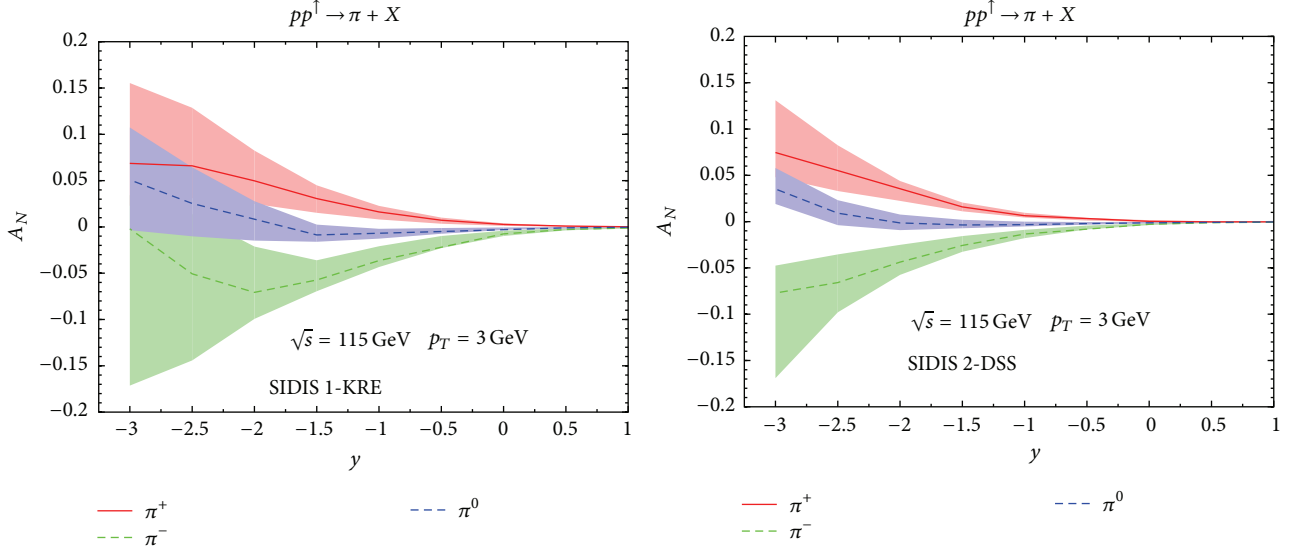 pp↑ → π + X
A_N
0.2
0.15
0.1
0.05
0
−0.05
−0.1
−0.15
−0.2
√s = 115 GeV p_T = 3 GeV
SIDIS 1-KRE
−3 −2.5 −2 −1.5 −1 −0.5 0 0.5 1
y
π+ π0
π−
pp↑ → π + X
A_N
0.2
0.15
0.1
0.05
0
−0.05
−0.1
−0.15
−0.2
√s = 115 GeV p_T = 3 GeV
SIDIS 2-DSS
−3 −2.5 −2 −1.5 −1 −0.5 0 0.5 1
y
π+ π0
π−